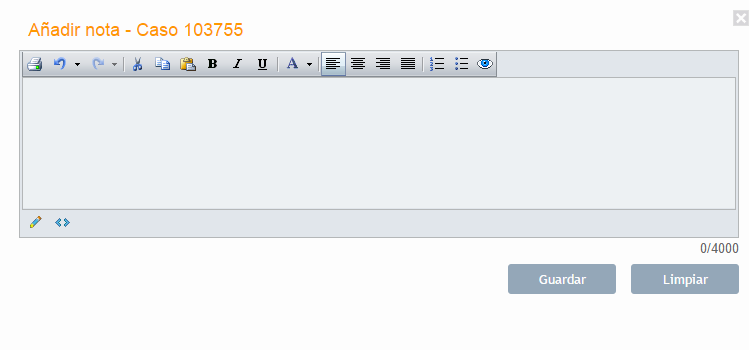 Añadir nota - Caso 103755
B I U A
0/4000
Guardar Limpiar